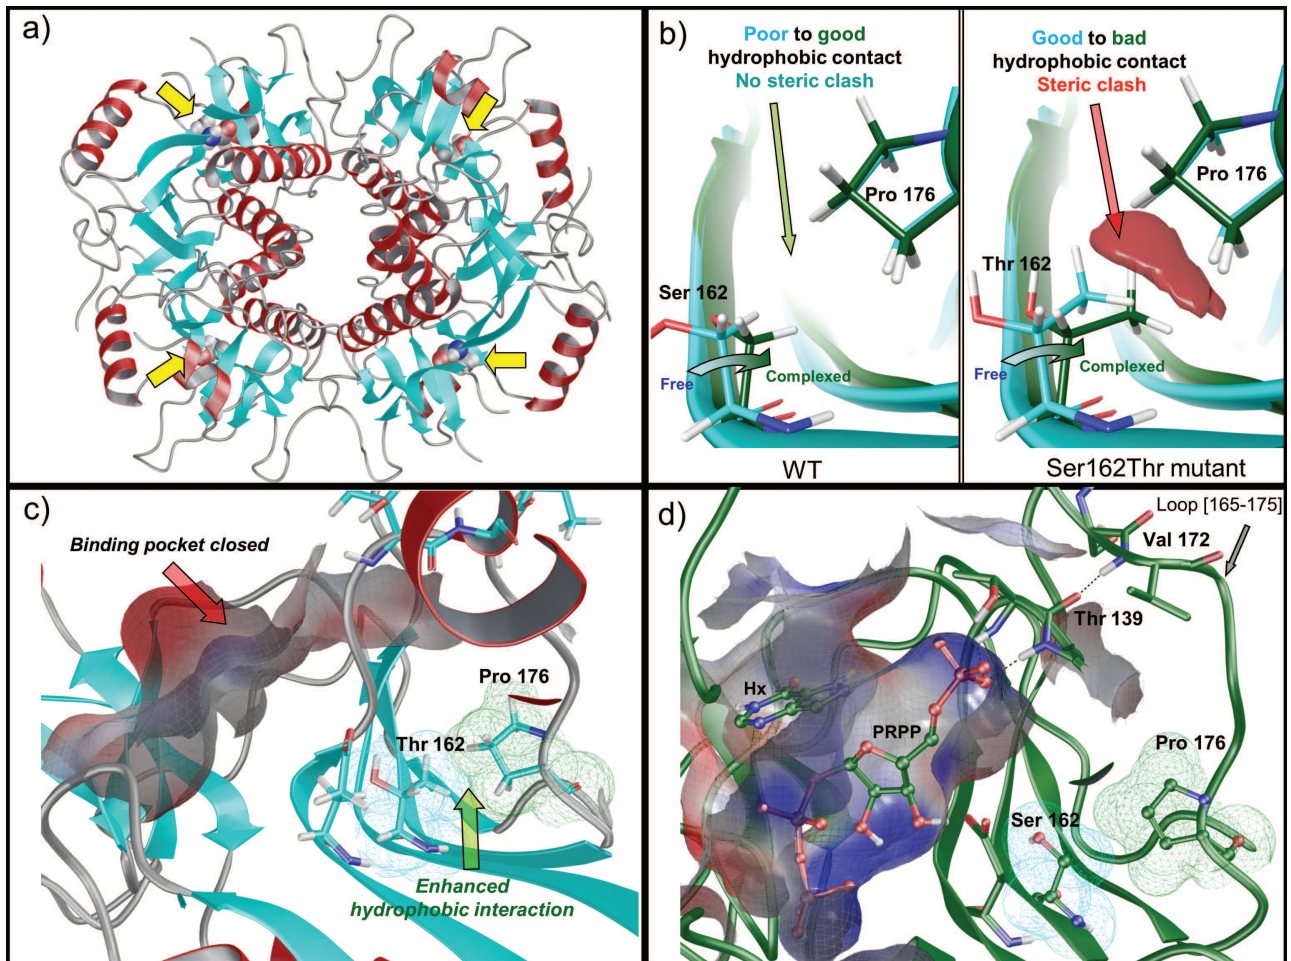 a)
b)
Poor to good
hydrophobic contact
No steric clash
Pro 176
Ser 162
Free
Complexed
WT
Good to bad
hydrophobic contact
Steric clash
Pro 176
Thr 162
Free
Complexed
Ser162Thr mutant
c)
Binding pocket closed
Pro 176
Thr 162
Enhanced
hydrophobic interaction
d)
Loop [165-175]
Val 172
Thr 139
Hx
PRPP
Pro 176
Ser 162